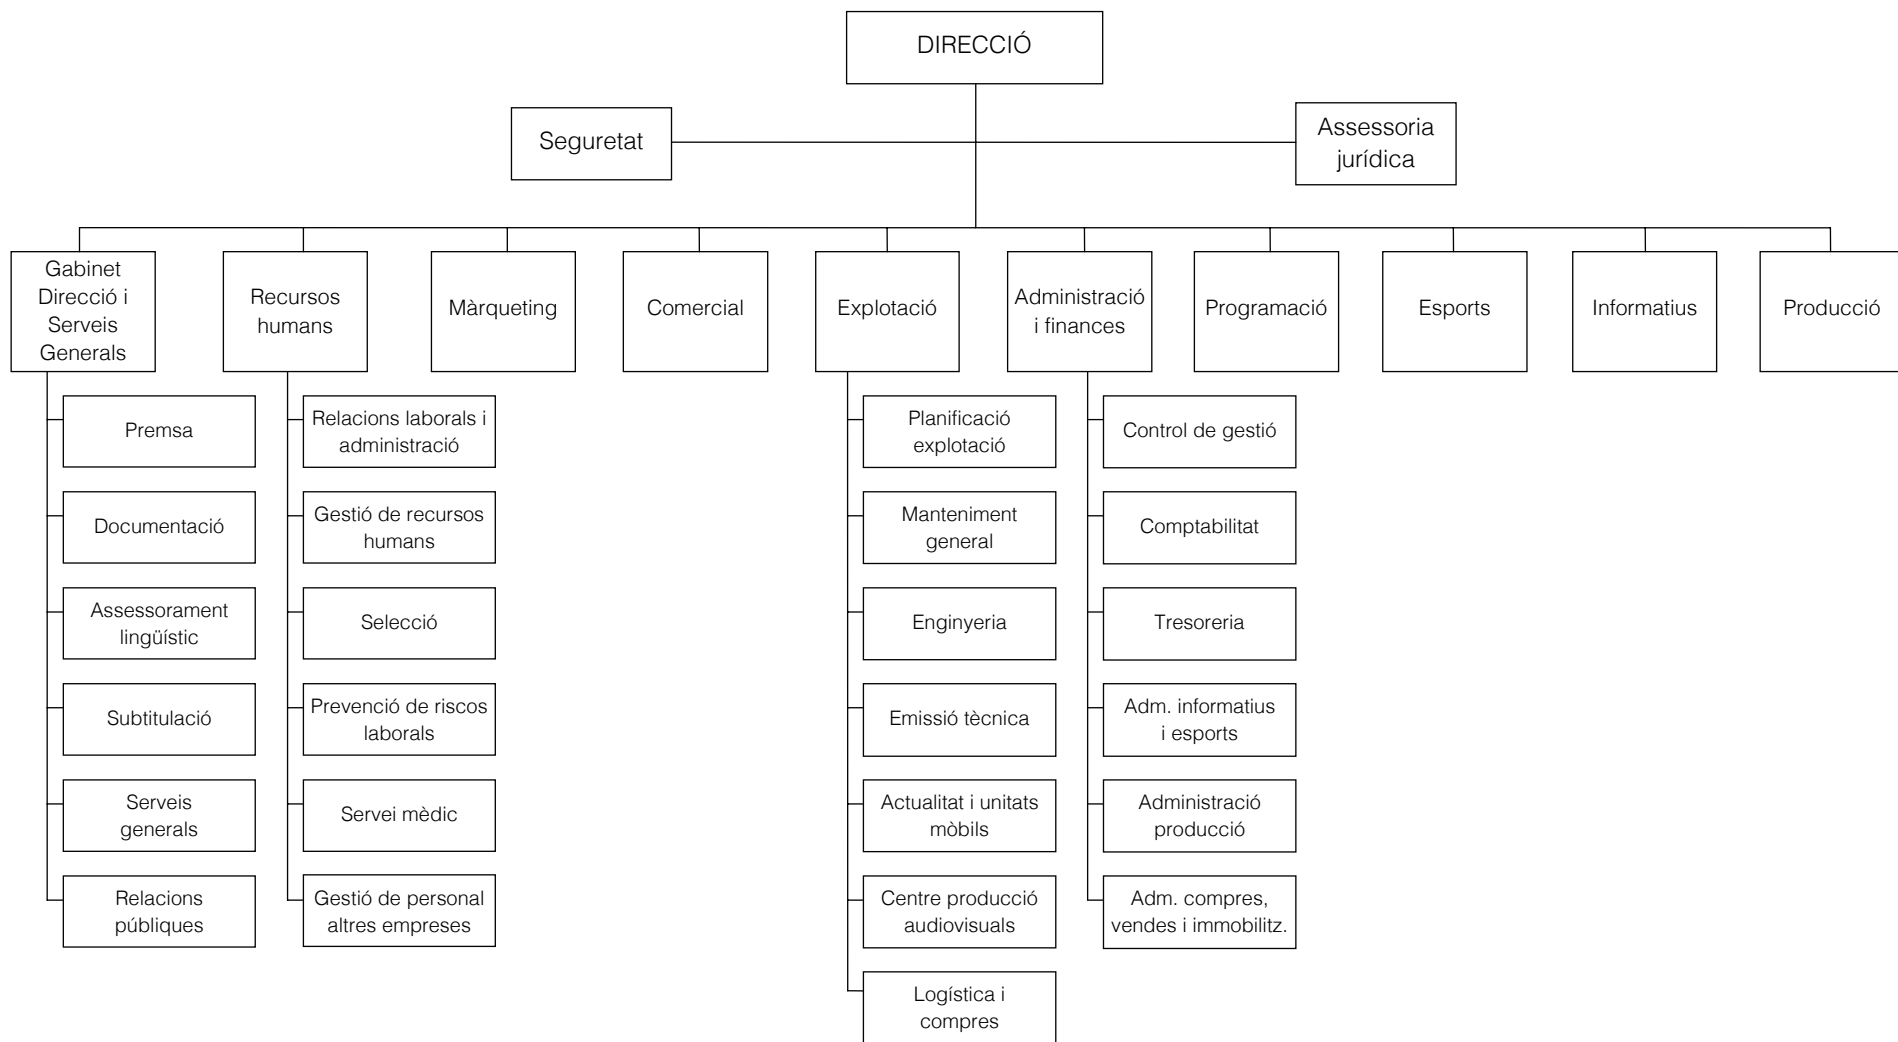 DIRECCIÓ
Seguretat
Assessoria
jurídica
Gabinet
Direcció i
Serveis
Generals
Recursos
humans
Màrqueting
Comercial
Explotació
Administració
i finances
Programació
Esports
Informatius
Producció
Premsa
Documentació
Assessorament
lingüístic
Subtitulació
Serveis
generals
Relacions
públiques
Relacions laborals i
administració
Gestió de recursos
humans
Selecció
Prevenció de riscos
laborals
Servei mèdic
Gestió de personal
altres empreses
Planificació
explotació
Manteniment
general
Enginyeria
Emissió tècnica
Actualitat i unitats
mòbils
Centre producció
audiovisuals
Logística i
compres
Control de gestió
Comptabilitat
Tresoreria
Adm. informatius
i esports
Administració
producció
Adm. compres,
vendes i immobilitz.